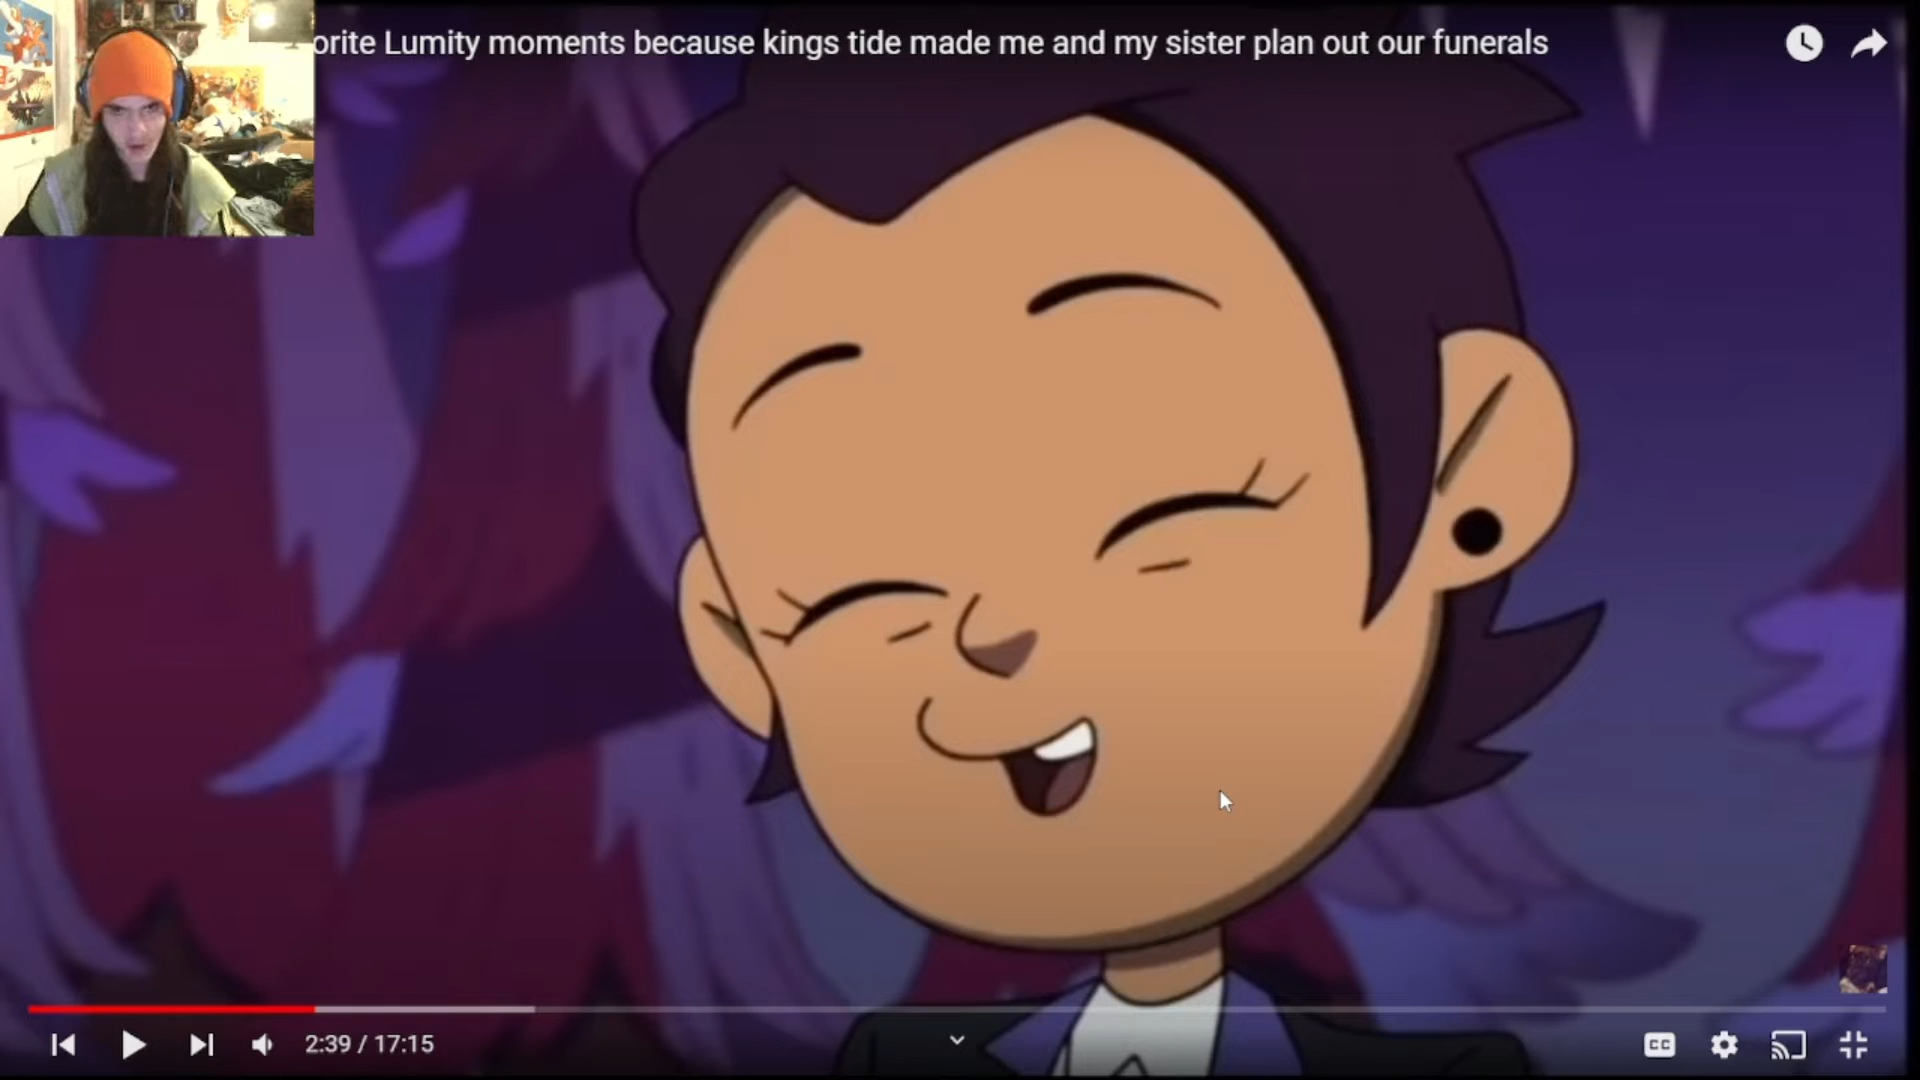 orite Lumity moments because kings tide made me and my sister plan out our funerals
2:39 / 17:15
CC